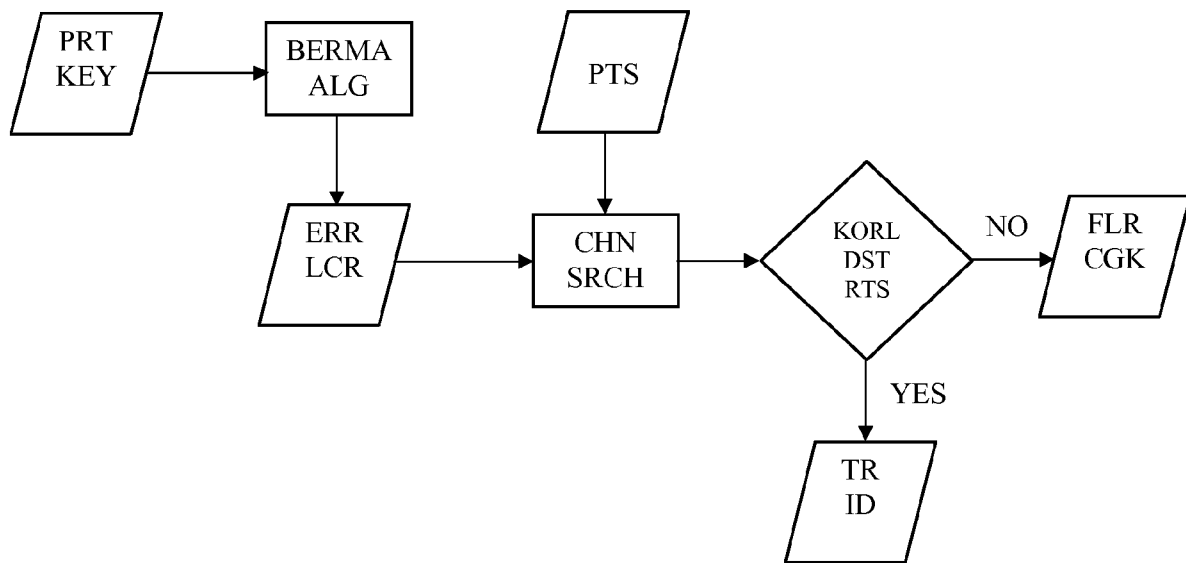 PRT
KEY
BERMA
ALG
PTS
ERR
LCR
CHN
SRCH
KORL
DST
RTS
NO
FLR
CGK
YES
TR
ID